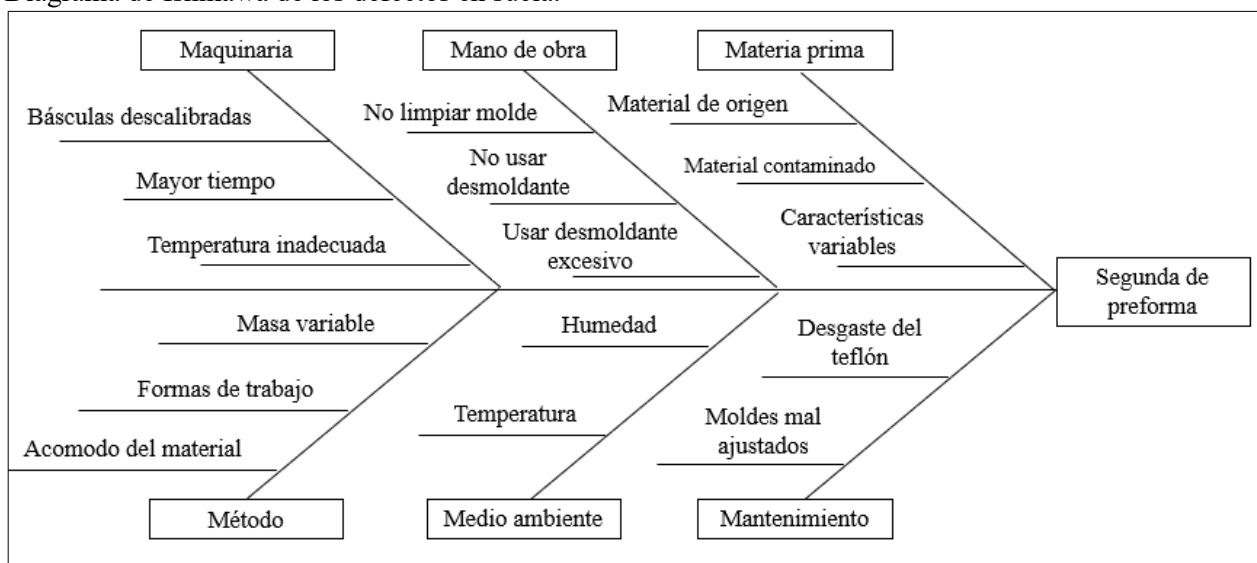 Diagrama de Ishikawa de los defectos en suela.
Maquinaria
Mano de obra
Materia prima
Básculas descalibradas
Mayor tiempo
Temperatura inadecuada
No limpiar molde
No usar
desmoldante
Usar desmoldante
excesivo
Material de origen
Material contaminado
Característícas
variables
Segunda de
preforma
Masa variable
Formas de trabajo
Acomodo del material
Humedad
Temperatura
Desgaste del
teflón
Moldes mal
ajustados
Método
Medio ambiente
Mantenimiento